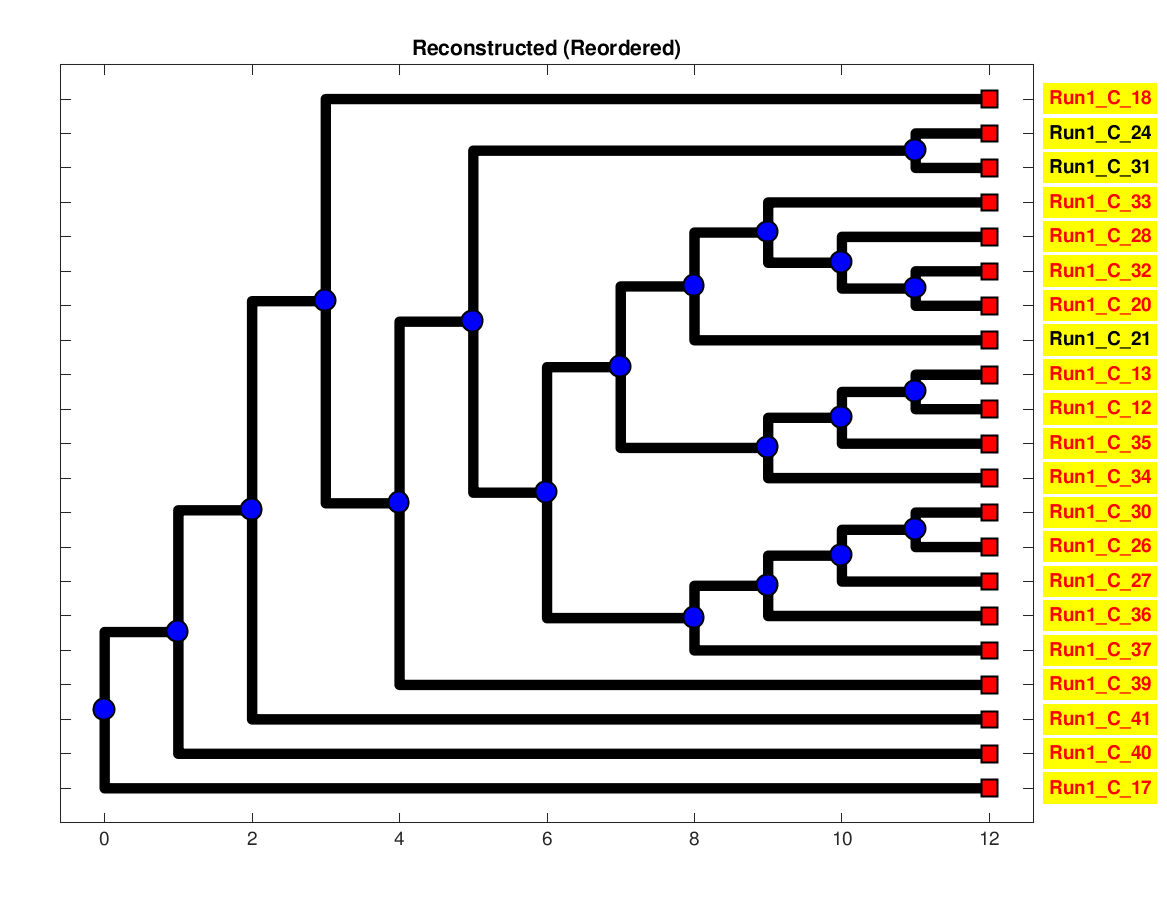 Reconstructed (Reordered)
Run1_C_18
Run1_C_24
Run1_C_31
Run1_C_33
Run1_C_28
Run1_C_32
Run1_C_20
Run1_C_21
Run1_C_13
Run1_C_12
Run1_C_35
Run1_C_34
Run1_C_30
Run1_C_26
Run1_C_27
Run1_C_36
Run1_C_37
Run1_C_39
Run1_C_41
Run1_C_40
Run1_C_17
0 2 4 6 8 10 12